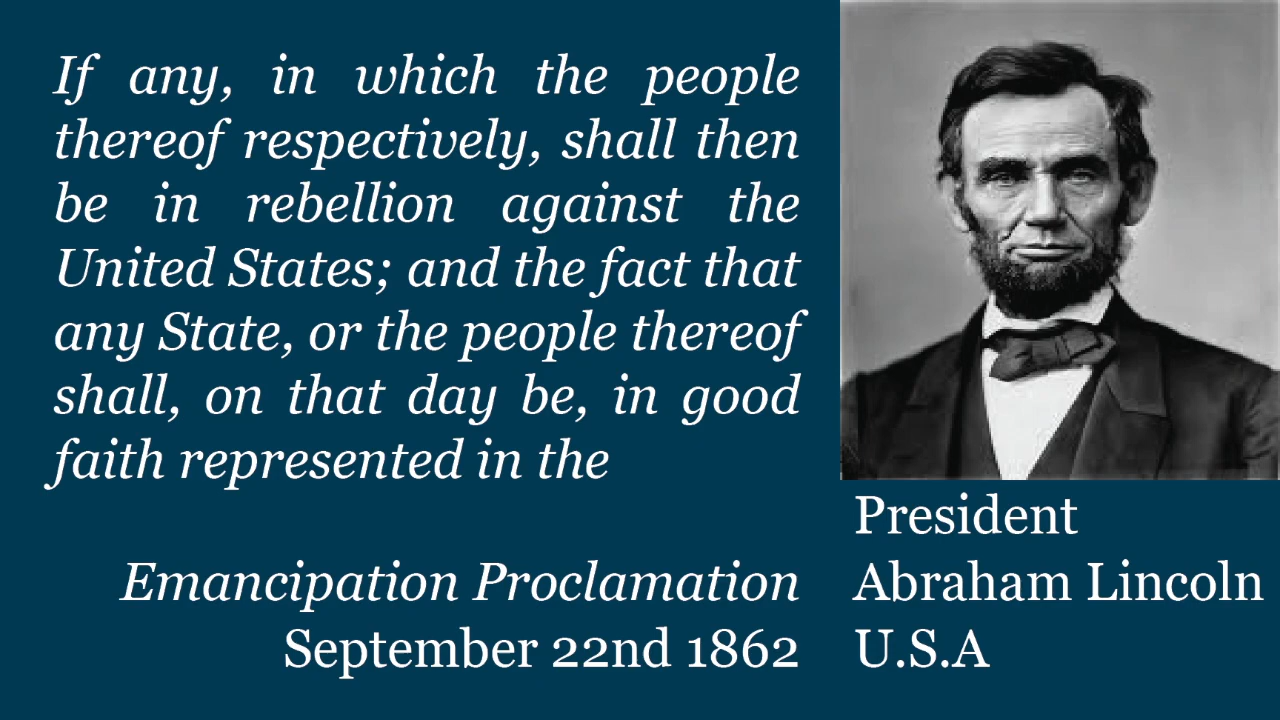 If any, in which the people
thereof respectively, shall then
be in rebellion against the
United States; and the fact that
any State, or the people thereof
shall, on that day be, in good
faith represented in the
Emancipation Proclamation
September 22nd 1862
President
Abraham Lincoln
U.S.A